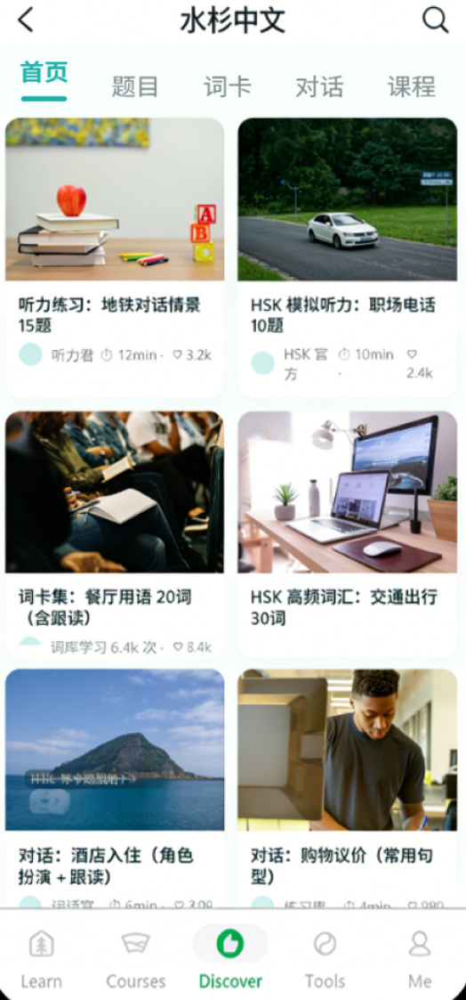 水杉中文
首页 题目 词卡 对话 课程
A
B
C
听力练习：地铁对话情景
15题
听力君 12min · 3.2k
HSK 模拟听力：职场电话
10题
HSK 官 10min
方 · 2.4k
词卡集：餐厅用语 20词
（含跟读）
词库学习 6.4k 次 · 8.4k
HSK 高频词汇：交通出行
30词
对话：酒店入住（角色
扮演 + 跟读）
6min
对话：购物议价（常用句
型）
练习库 4min · 980
Learn Courses Discover Tools Me